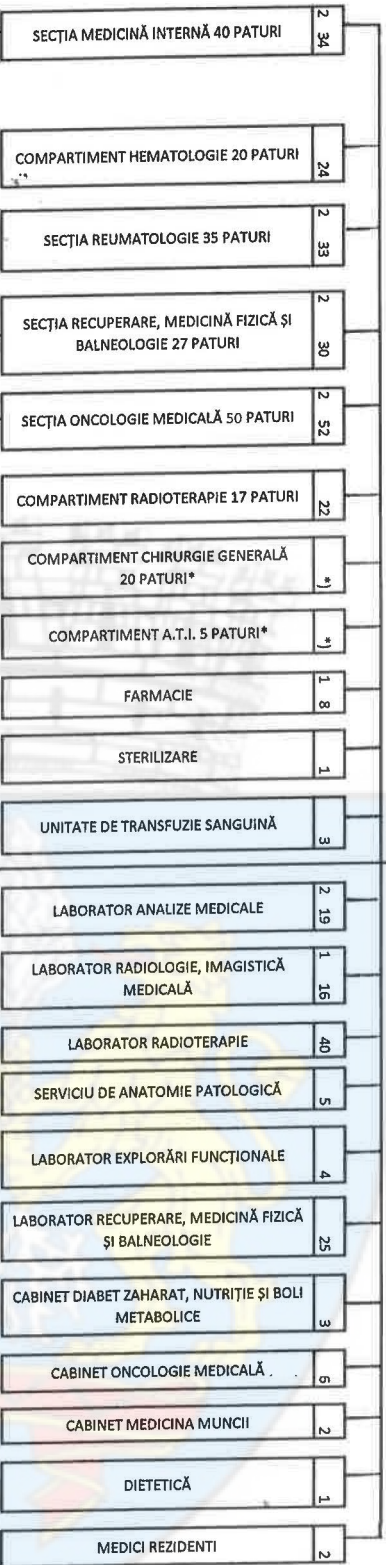 SECȚIA MEDICINĂ INTERNĂ 40 PATURI
2 34
COMPARTIMENT HEMATOLOGIE 20 PATURI
24
SECȚIA REUMATOLOGIE 35 PATURI
2 33
SECȚIA RECUPERARE, MEDICINĂ FIZICĂ ȘI
BALNEOLOGIE 27 PATURI
2 30
SECȚIA ONCOLOGIE MEDICALĂ 50 PATURI
2 52
COMPARTIMENT RADIOTERAPIE 17 PATURI
22
COMPARTIMENT CHIRURGIE GENERALĂ
20 PATURI*
*)
COMPARTIMENT A.T.I. 5 PATURI*
*)
FARMACIE
1 8
STERILIZARE
1
UNITATE DE TRANSFUZIE SANGUINĂ
3
LABORATOR ANALIZE MEDICALE
2 19
LABORATOR RADIOLOGIE, IMAGISTICĂ
MEDICALĂ
1 16
LABORATOR RADIOTERAPIE
40
SERVICIU DE ANATOMIE PATOLOGICĂ
5
LABORATOR EXPLORĂRI FUNCȚIONALE
4
LABORATOR RECUPERARE, MEDICINĂ FIZICĂ
ȘI BALNEOLOGIE
25
CABINET DIABET ZAHARAT, NUTRIȚIE ȘI BOLI
METABOLICE
3
CABINET ONCOLOGIE MEDICALĂ
6
CABINET MEDICINA MUNCII
2
DIETETICĂ
1
MEDICI REZIDENTI
2